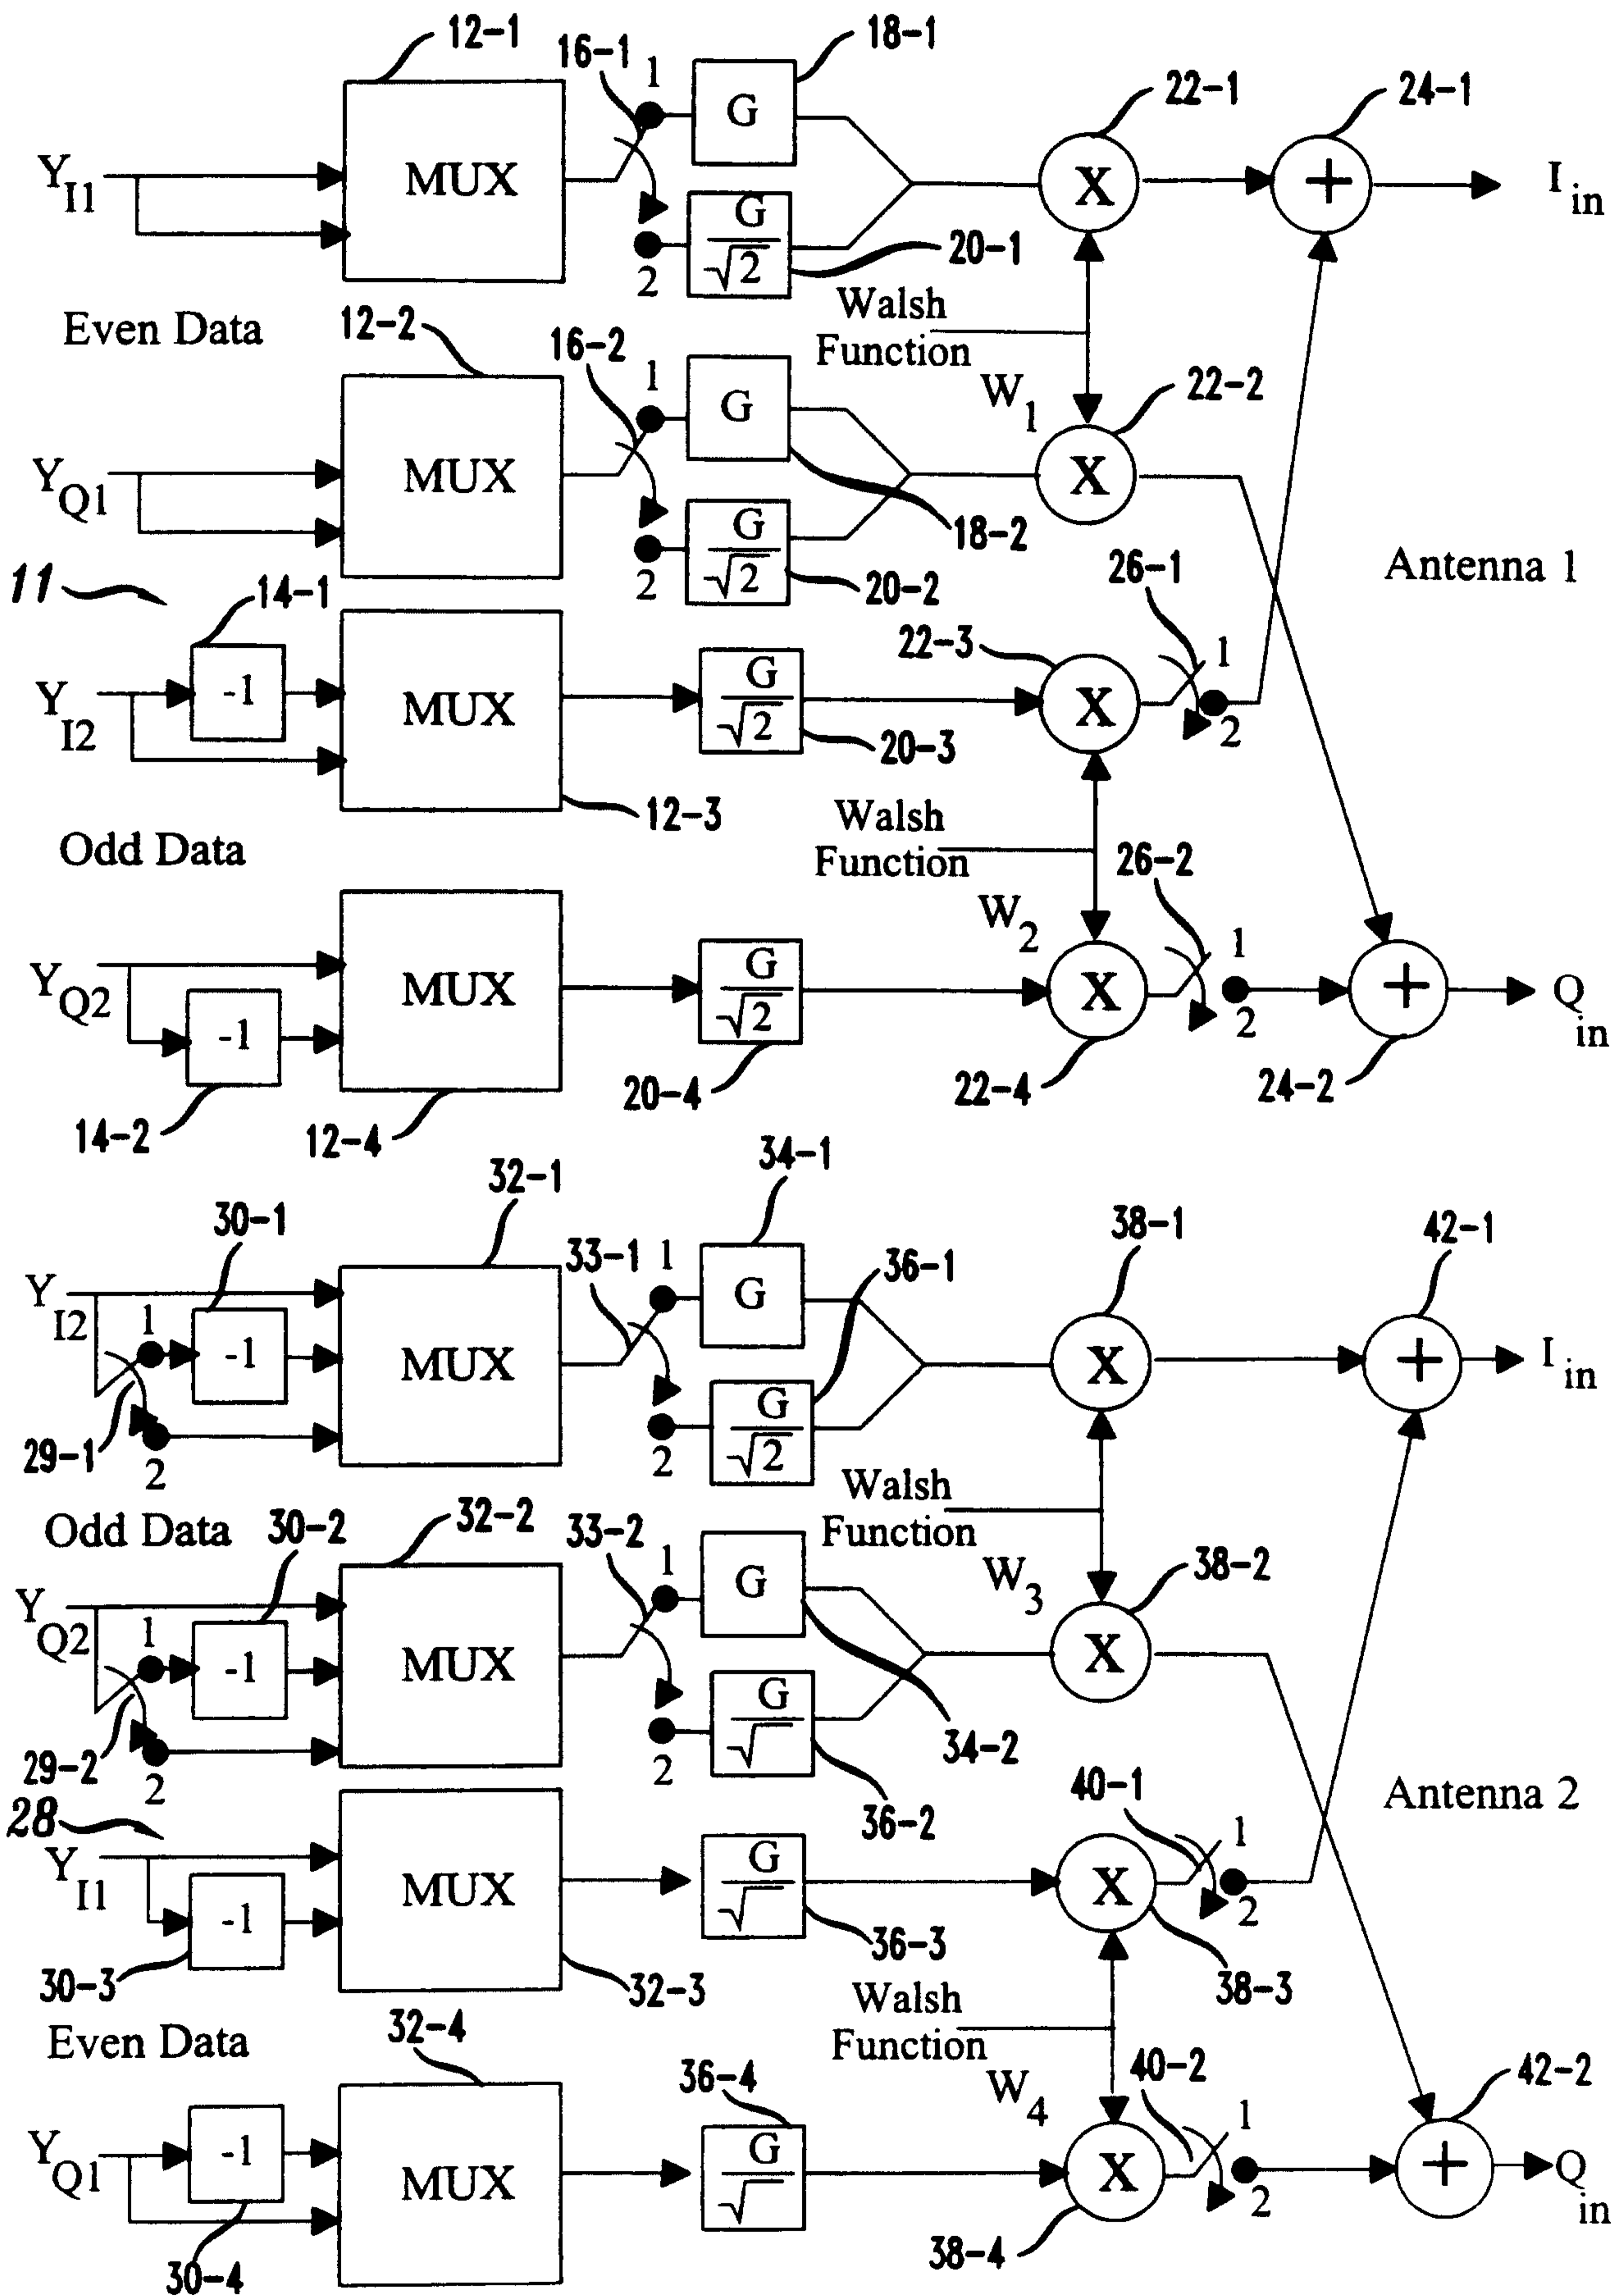 12-1
16-1
1
18-1
G
22-1
24-1
Y I1
MUX
X
+
I in
2
G/√2
20-1
Even Data
12-2
16-2
1
Walsh Function
W1
18-2
G
22-2
Y Q1
MUX
X
2
G/√2
20-2
Antenna 1
11
14-1
-1
26-1
1
22-3
Y I2
MUX
G/√2
20-3
X
2
12-3
Odd Data
Walsh Function
W2
26-2
1
Y Q2
-1
MUX
G/√2
X
2
+
Q in
14-2
12-4
20-4
22-4
24-2
32-1
34-1
30-1
33-1
1
G
36-1
38-1
42-1
Y I2
1
-1
MUX
X
+
I in
29-1
2
2
G/√2
Odd Data
30-2
32-2
33-2
1
G
Walsh Function
W3
38-2
Y Q2
1
-1
MUX
X
29-2
2
2
G/√
34-2
36-2
Antenna 2
28
40-1
1
Y I1
-1
MUX
G/√
X
2
30-3
32-3
36-3
38-3
Even Data
32-4
36-4
Walsh Function
W4
40-2
1
42-2
Y Q1
-1
MUX
G/√
X
2
+
Q in
30-4
38-4